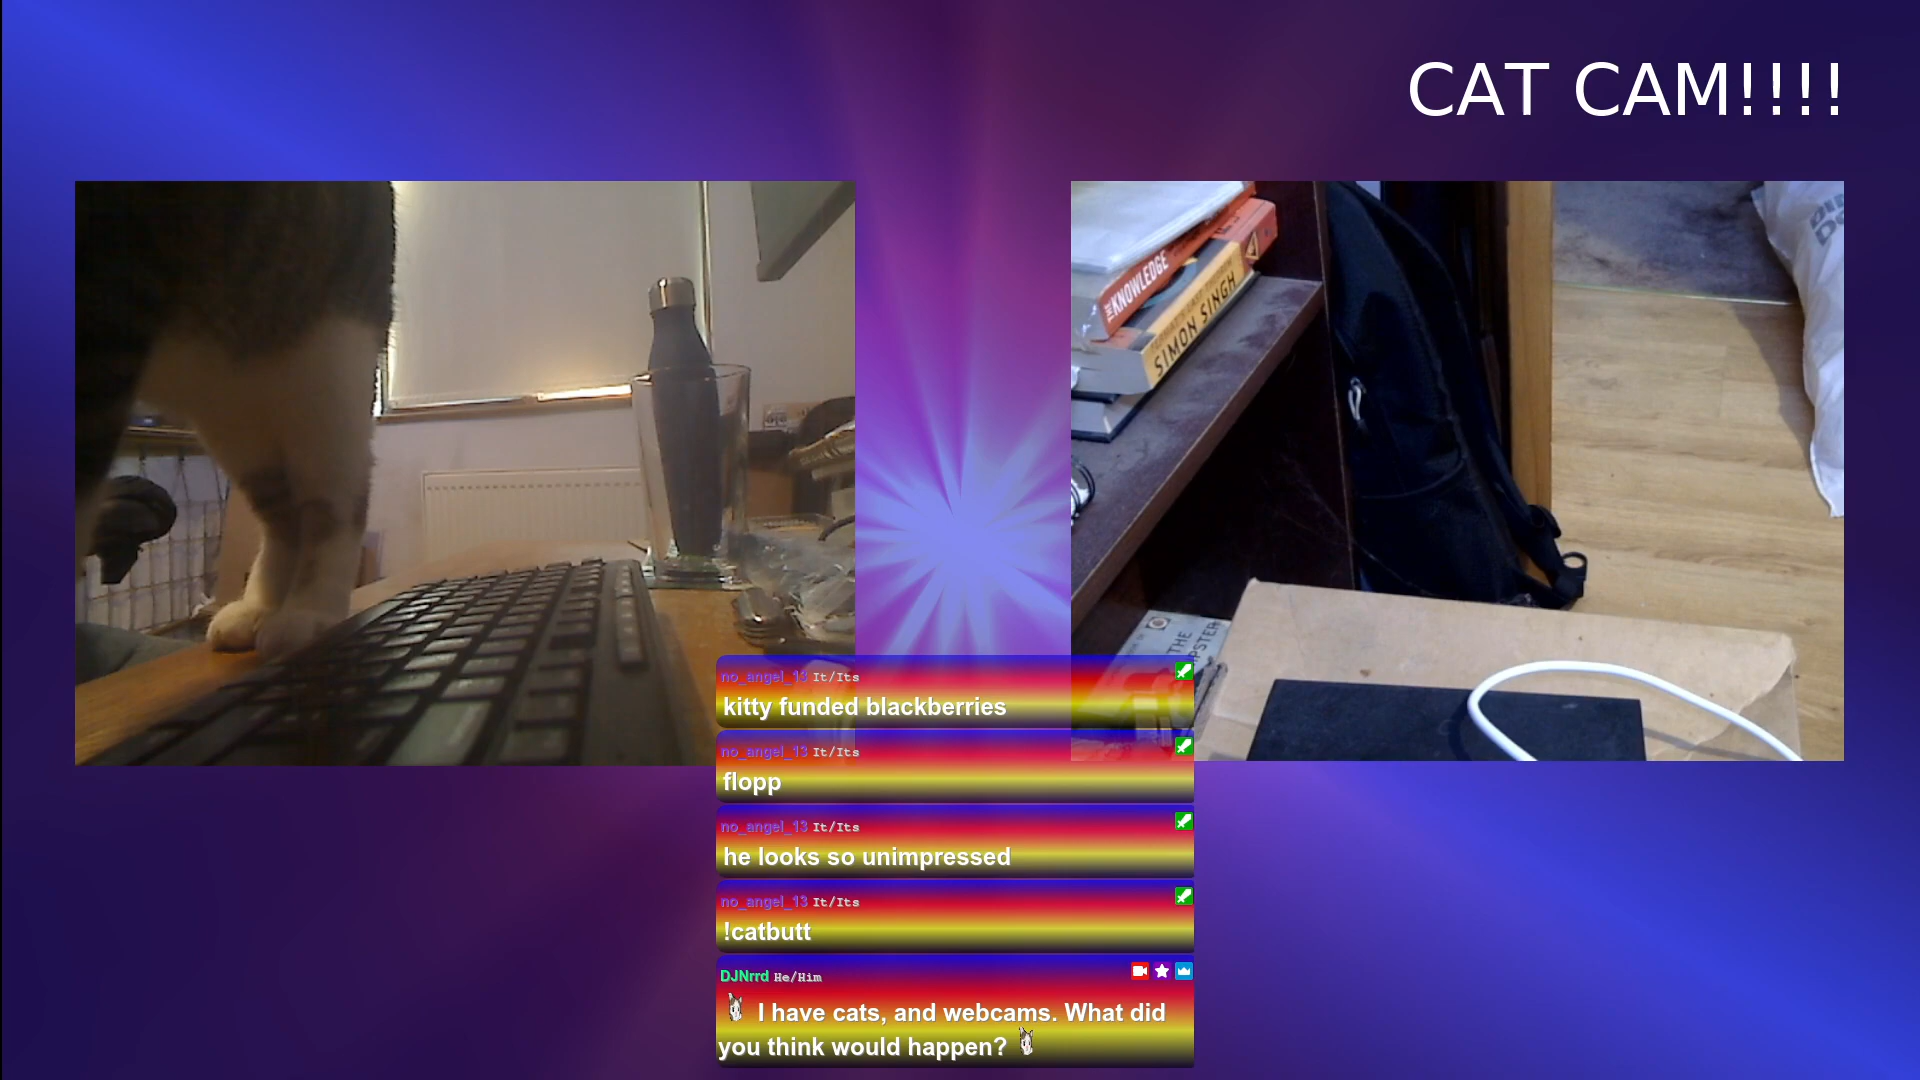 CAT CAM!!!!
THE KNOWLEDGE
SIMON SINGH
THE
no_angel_13 It/Its
kitty funded blackberries
no_angel_13 It/Its
flopp
no_angel_13 It/Its
he looks so unimpressed
no_angel_13 It/Its
!catbutt
DJNrrd He/Him
I have cats, and webcams. What did
you think would happen?